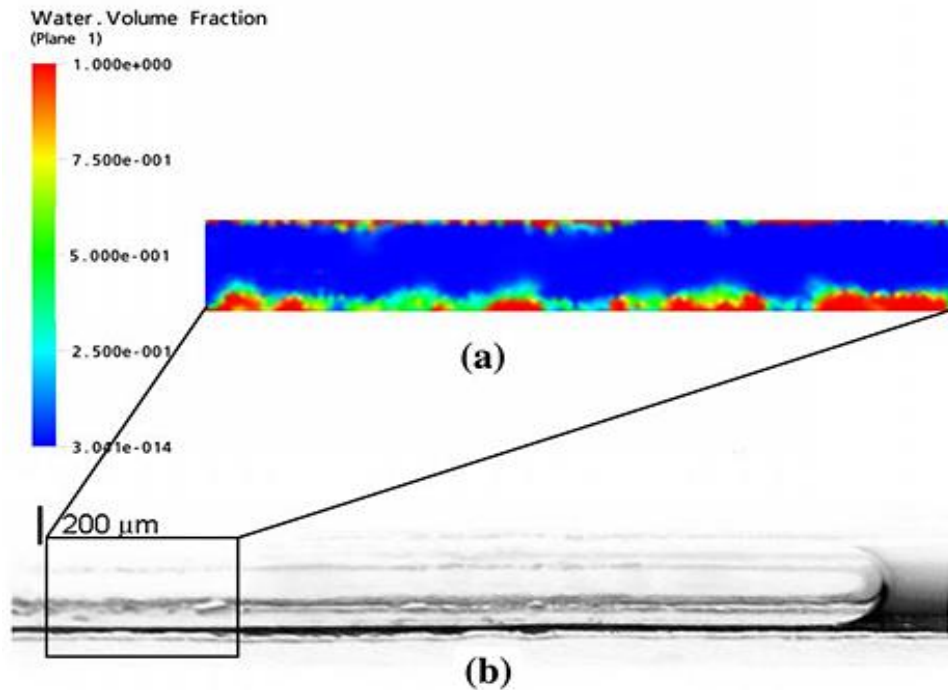 Water.Volume Fraction
(Plane 1)
1.000e+000
7.500e-001
5.000e-001
2.500e-001
3.041e-014
(a)
200 μm
(b)